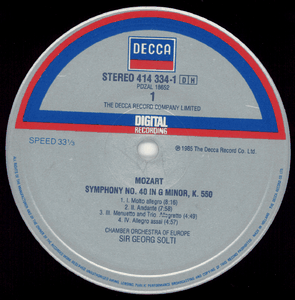 DECCA
STEREO 414 334-1 DH
PDZAL 19652
1
THE DECCA RECORD COMPANY LIMITED
DIGITAL
RECORDING
SPEED 33⅓
℗ 1985 The Decca Record Co. Ltd.
MOZART
SYMPHONY NO. 40 IN G MINOR, K. 550
1. I. Molto allegro (8:16)
2. II. Andante (7:58)
3. III. Menuetto and Trio: Allegretto (4:49)
4. IV. Allegro assai (4:57)
CHAMBER ORCHESTRA OF EUROPE
SIR GEORG SOLTI